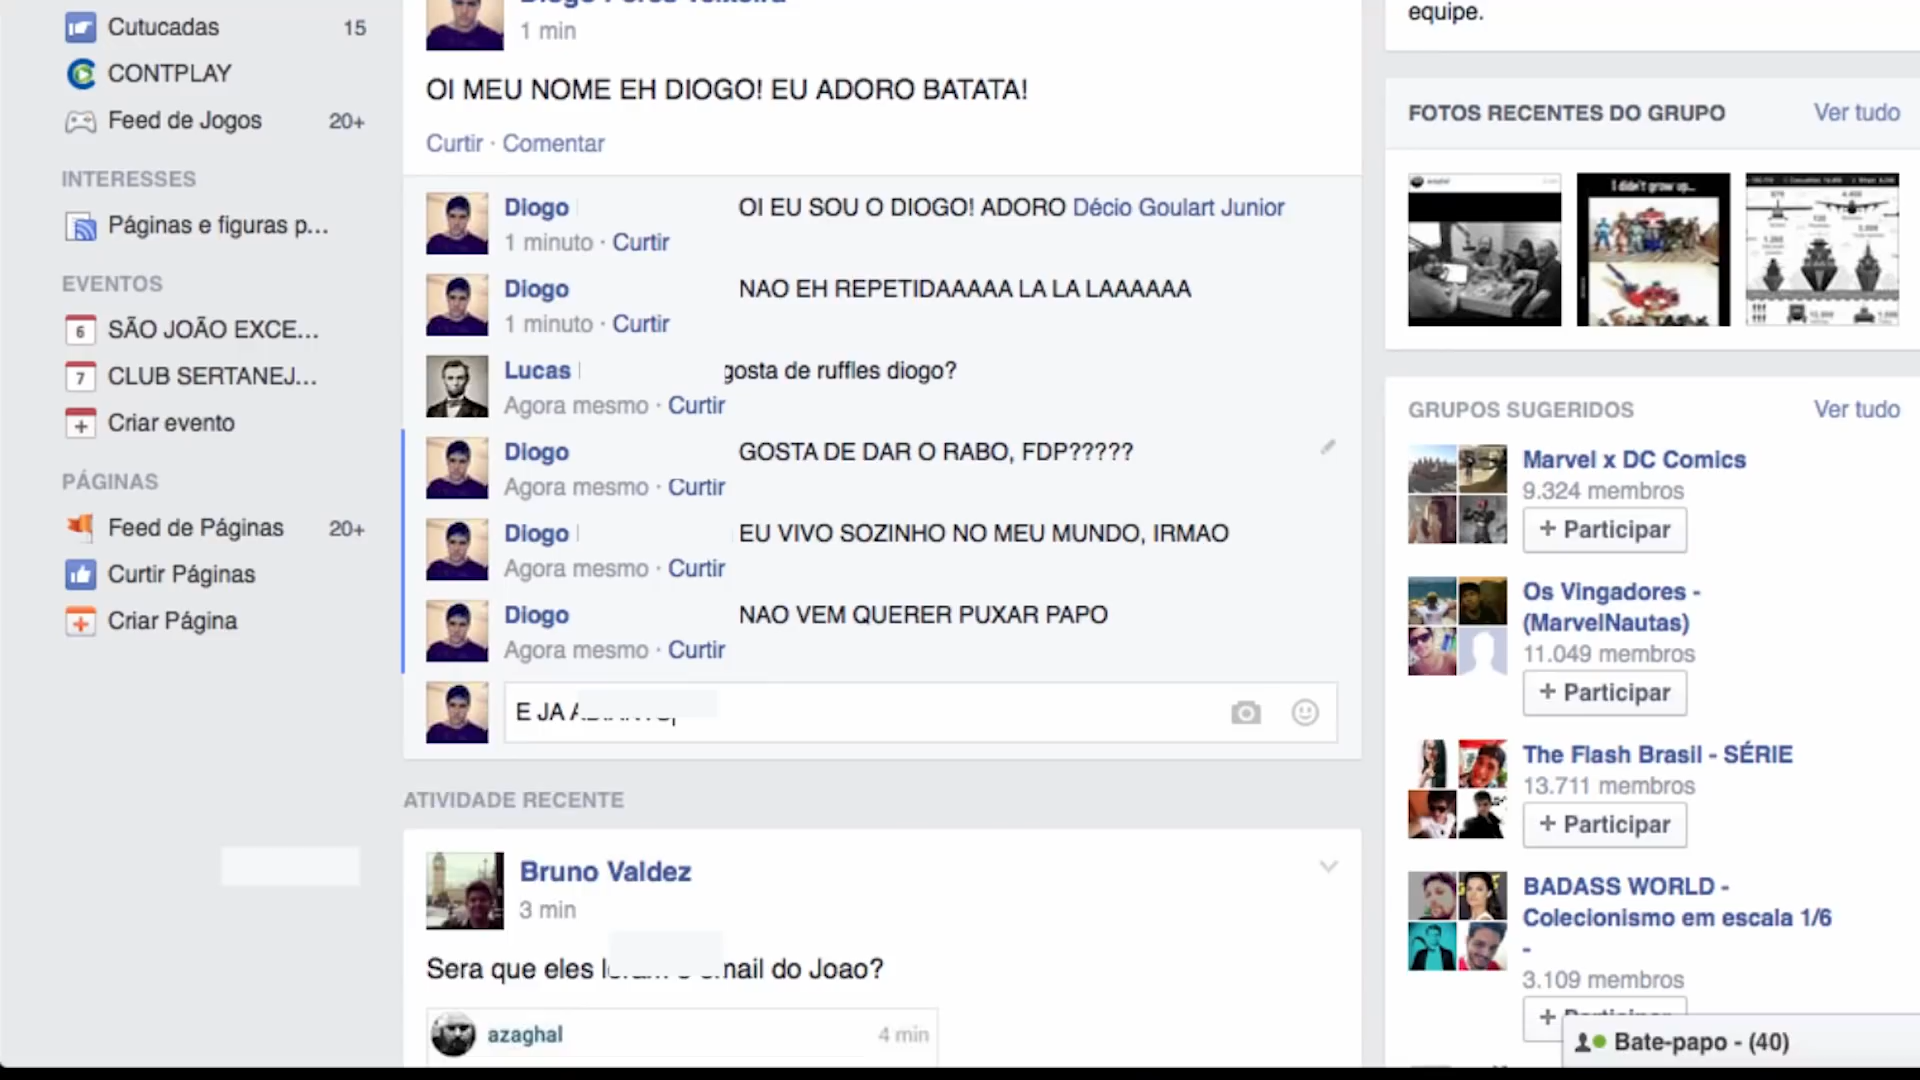 Cutucadas 15
CONTPLAY
Feed de Jogos 20+
INTERESSES
Páginas e figuras p...
EVENTOS
6 SÃO JOÃO EXCE...
7 CLUB SERTANEJ...
Criar evento
PÁGINAS
Feed de Páginas 20+
Curtir Páginas
Criar Página
1 min
OI MEU NOME EH DIOGO! EU ADORO BATATA!
Curtir · Comentar
Diogo OI EU SOU O DIOGO! ADORO Décio Goulart Junior
1 minuto · Curtir
Diogo NAO EH REPETIDAAAAA LA LA LAAAAAA
1 minuto · Curtir
Lucas gosta de ruffles diogo?
Agora mesmo · Curtir
Diogo GOSTA DE DAR O RABO, FDP?????
Agora mesmo · Curtir
Diogo EU VIVO SOZINHO NO MEU MUNDO, IRMAO
Agora mesmo · Curtir
Diogo NAO VEM QUERER PUXAR PAPO
Agora mesmo · Curtir
E JA
ATIVIDADE RECENTE
Bruno Valdez
3 min
Sera que eles do Joao?
azaghal 4 min
equipe.
FOTOS RECENTES DO GRUPO Ver tudo
I didn't grow up...
GRUPOS SUGERIDOS Ver tudo
Marvel x DC Comics
9.324 membros
+ Participar
Os Vingadores -
(MarvelNautas)
11.049 membros
+ Participar
The Flash Brasil - SÉRIE
13.711 membros
+ Participar
BADASS WORLD -
Colecionismo em escala 1/6
-
3.109 membros
Bate-papo - (40)